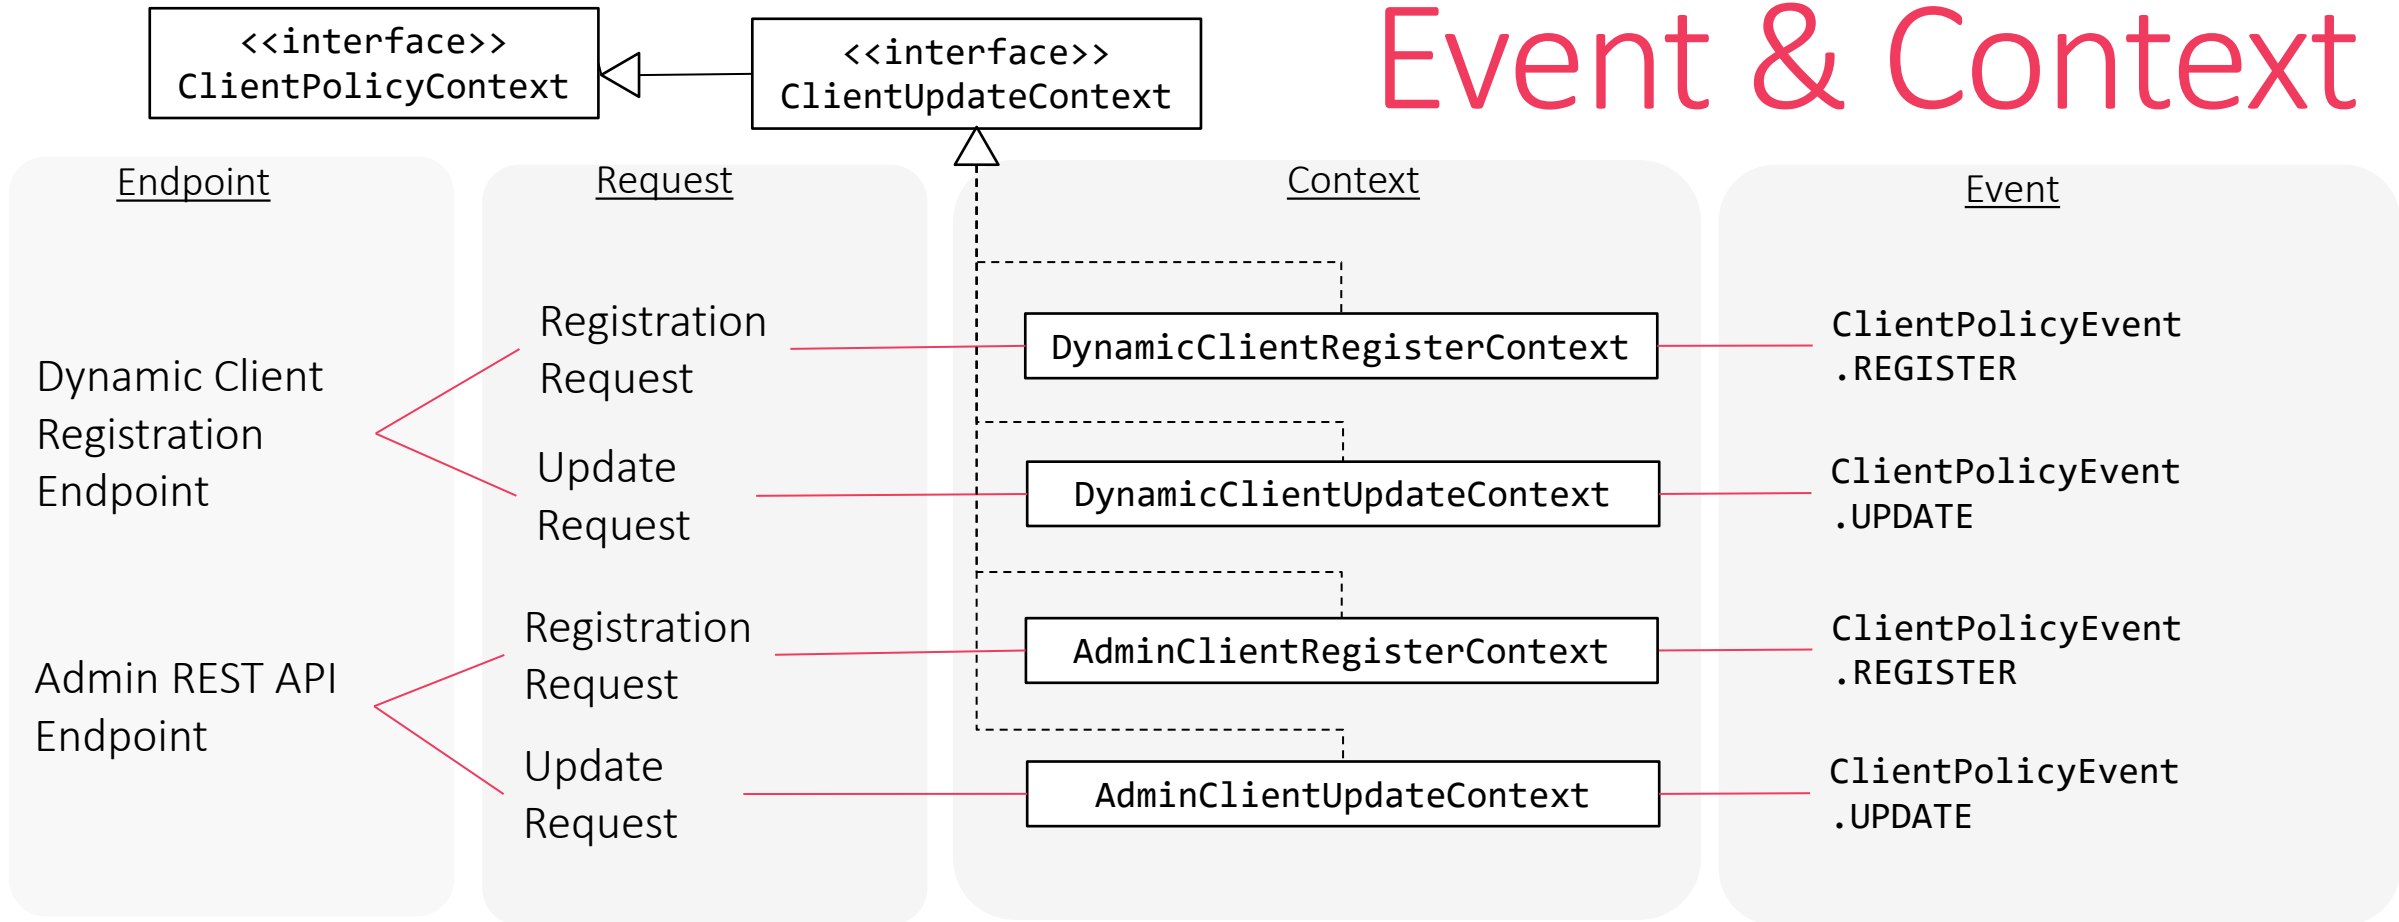 Event & Context
<<interface>>
ClientPolicyContext
<<interface>>
ClientUpdateContext
Endpoint
Request
Context
Event
Dynamic Client
Registration
Endpoint
Registration
Request
DynamicClientRegisterContext
ClientPolicyEvent
.REGISTER
Update
Request
DynamicClientUpdateContext
ClientPolicyEvent
.UPDATE
Admin REST API
Endpoint
Registration
Request
AdminClientRegisterContext
ClientPolicyEvent
.REGISTER
Update
Request
AdminClientUpdateContext
ClientPolicyEvent
.UPDATE